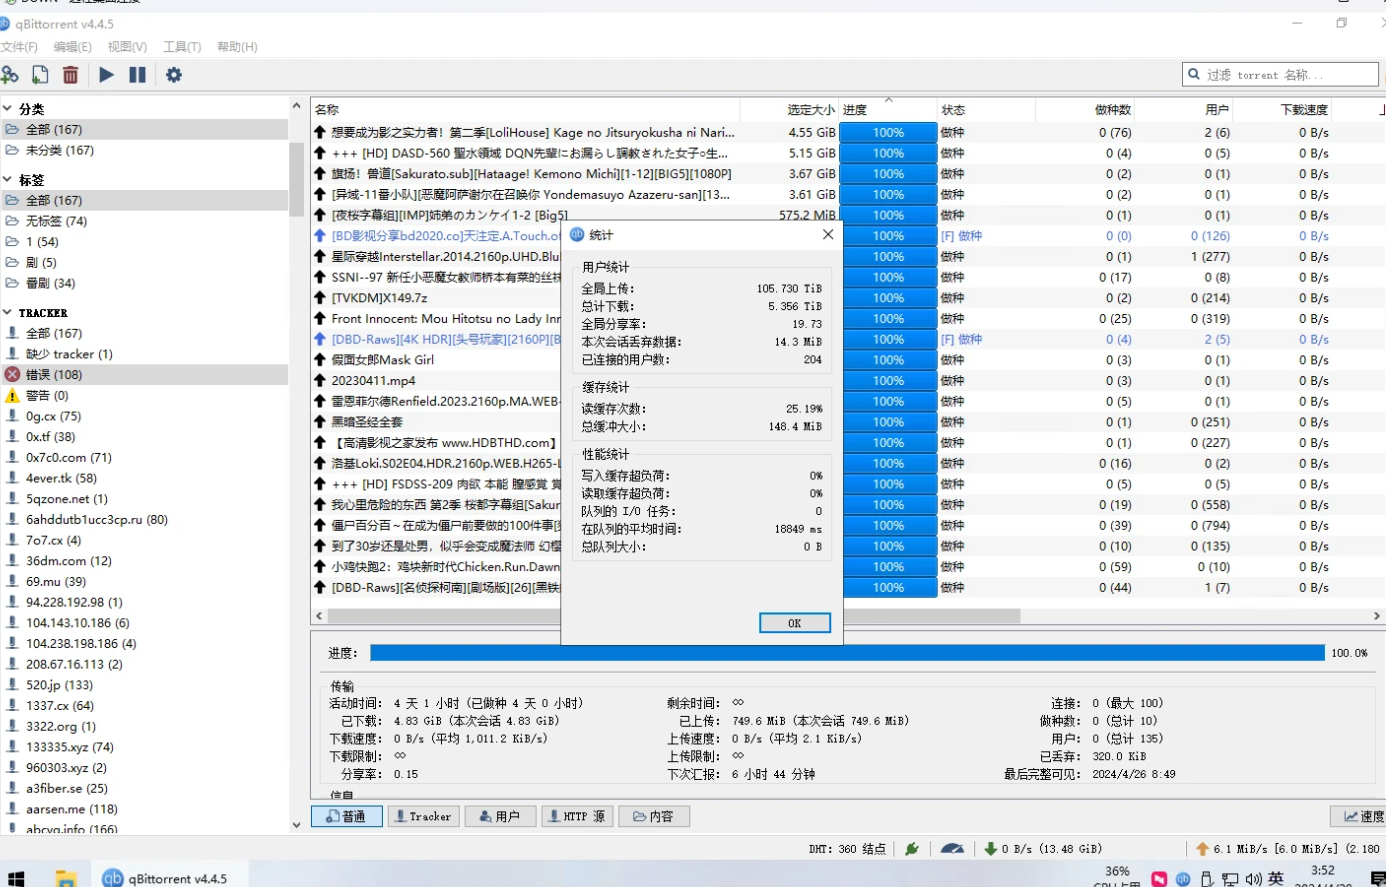 qBittorrent v4.4.5
文件(F) 编辑(E) 视图(V) 工具(T) 帮助(H)
过滤 torrent 名称...
分类
全部 (167)
未分类 (167)
标签
全部 (167)
无标签 (74)
1 (54)
剧 (5)
番剧 (34)
TRACKER
全部 (167)
缺少 tracker (1)
错误 (108)
警告 (0)
0g.cx (75)
0x.tf (38)
0x7c0.com (71)
4ever.tk (58)
5qzone.net (1)
6ahddutb1ucc3cp.ru (80)
7o7.cx (4)
36dm.com (12)
69.mu (39)
94.228.192.98 (1)
104.143.10.186 (6)
104.238.198.186 (4)
208.67.16.113 (2)
520.jp (133)
1337.cx (64)
3322.org (1)
133335.xyz (74)
960303.xyz (2)
a3fiber.se (25)
aarsen.me (118)
abcvg.info (166)
名称 选定大小 进度 状态 做种数 用户 下载速度
想要成为影之实力者！第二季[LoliHouse] Kage no Jitsuryokusha ni Nari... 4.55 GiB 100% 做种 0 (76) 2 (6) 0 B/s
+++ [HD] DASD-560 聖水領域 DQN先輩にお漏らし調教された女子○生... 5.15 GiB 100% 做种 0 (4) 0 (5) 0 B/s
旗扬！兽道[Sakurato.sub][Hataage! Kemono Michi][1-12][BIG5][1080P] 3.67 GiB 100% 做种 0 (2) 0 (1) 0 B/s
[异域-11番小队][恶魔阿萨谢尔在召唤你 Yondemasuyo Azazeru-san][13... 3.61 GiB 100% 做种 0 (2) 0 (1) 0 B/s
[夜桜字幕组][IMP]姉弟のカンケイ1-2 [Big5] 575.2 MiB 100% 做种 0 (1) 0 (1) 0 B/s
[BD影视分享bd2020.co]天注定.A.Touch.of 100% [F] 做种 0 (0) 0 (126) 0 B/s
星际穿越Interstellar.2014.2160p.UHD.Blu 100% 做种 0 (1) 1 (277) 0 B/s
SSNI--97 新任小恶魔女教师桥本有菜的丝袜 100% 做种 0 (17) 0 (8) 0 B/s
[TVKDM]X149.7z 100% 做种 0 (2) 0 (214) 0 B/s
Front Innocent: Mou Hitotsu no Lady Inn 100% 做种 0 (25) 0 (319) 0 B/s
[DBD-Raws][4K HDR][头号玩家][2160P][B 100% [F] 做种 0 (4) 2 (5) 0 B/s
假面女郎Mask Girl 100% 做种 0 (3) 0 (1) 0 B/s
20230411.mp4 100% 做种 0 (3) 0 (1) 0 B/s
雷恩菲尔德Renfield.2023.2160p.MA.WEB- 100% 做种 0 (5) 0 (1) 0 B/s
黑暗圣经全套 100% 做种 0 (1) 0 (251) 0 B/s
【高清影视之家发布 www.HDBTHD.com】 100% 做种 0 (1) 0 (227) 0 B/s
洛基Loki.S02E04.HDR.2160p.WEB.H265-L 100% 做种 0 (16) 0 (2) 0 B/s
+++ [HD] FSDSS-209 肉欲 本能 膣感覚 覚 100% 做种 0 (5) 0 (5) 0 B/s
我心里危险的东西 第2季 桜都字幕组[Sakur 100% 做种 0 (19) 0 (558) 0 B/s
僵尸百分百～在成为僵尸前要做的100件事[ 100% 做种 0 (39) 0 (794) 0 B/s
到了30岁还是处男，似乎会变成魔法师 幻樱 100% 做种 0 (10) 0 (135) 0 B/s
小鸡快跑2：鸡块新时代Chicken.Run.Dawn 100% 做种 0 (59) 0 (10) 0 B/s
[DBD-Raws][名侦探柯南][剧场版][26][黑铁 100% 做种 0 (44) 1 (7) 0 B/s
统计
用户统计
全局上传: 105.730 TiB
总计下载: 5.356 TiB
全局分享率: 19.73
本次会话丢弃数据: 14.3 MiB
已连接的用户数: 204
缓存统计
读缓存次数: 25.19%
总缓冲大小: 148.4 MiB
性能统计
写入缓存超负荷: 0%
读取缓存超负荷: 0%
队列的 I/O 任务: 0
在队列的平均时间: 18849 ms
总队列大小: 0 B
OK
进度: 100.0%
传输
活动时间: 4 天 1 小时 (已做种 4 天 0 小时) 剩余时间: ∞ 连接: 0 (最大 100)
已下载: 4.83 GiB (本次会话 4.83 GiB) 已上传: 749.6 MiB (本次会话 749.6 MiB) 做种数: 0 (总计 10)
下载速度: 0 B/s (平均 1,011.2 KiB/s) 上传速度: 0 B/s (平均 2.1 KiB/s) 用户: 0 (总计 135)
下载限制: ∞ 上传限制: ∞ 已丢弃: 320.0 KiB
分享率: 0.15 下次汇报: 6 小时 44 分钟 最后完整可见: 2024/4/26 8:49
信息
普通 Tracker 用户 HTTP 源 内容 速度
DHT: 360 结点 0 B/s (13.48 GiB) 6.1 MiB/s [6.0 MiB/s] (2.180
qBittorrent v4.4.5 36% 英 3:52